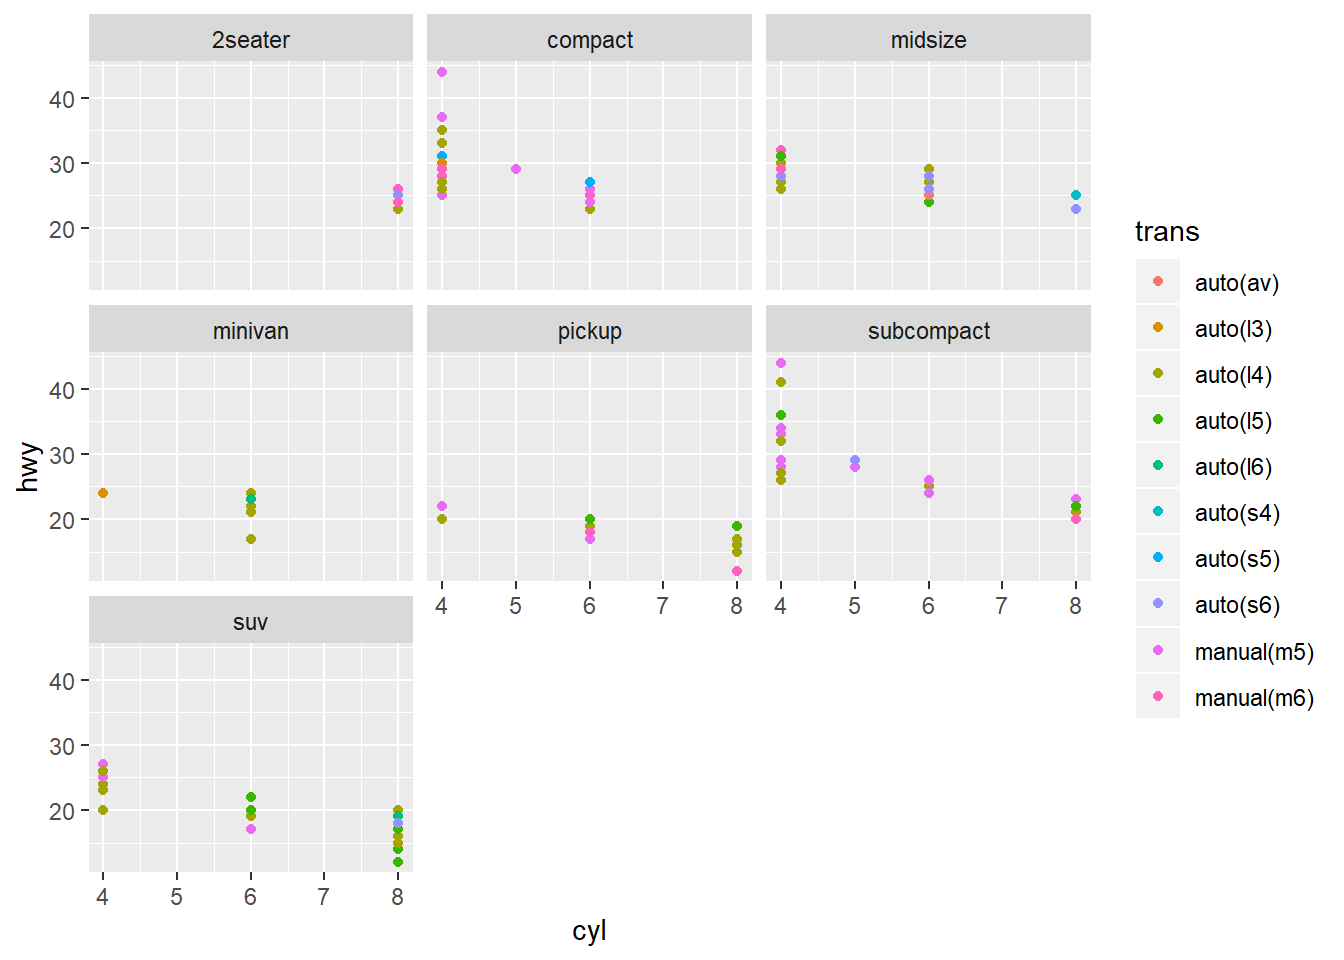 2seater compact midsize
40
30
20
minivan pickup subcompact
40
30
20
4 5 6 7 8 4 5 6 7 8
suv
40
30
20
4 5 6 7 8
cyl
hwy
trans
auto(av)
auto(l3)
auto(l4)
auto(l5)
auto(l6)
auto(s4)
auto(s5)
auto(s6)
manual(m5)
manual(m6)